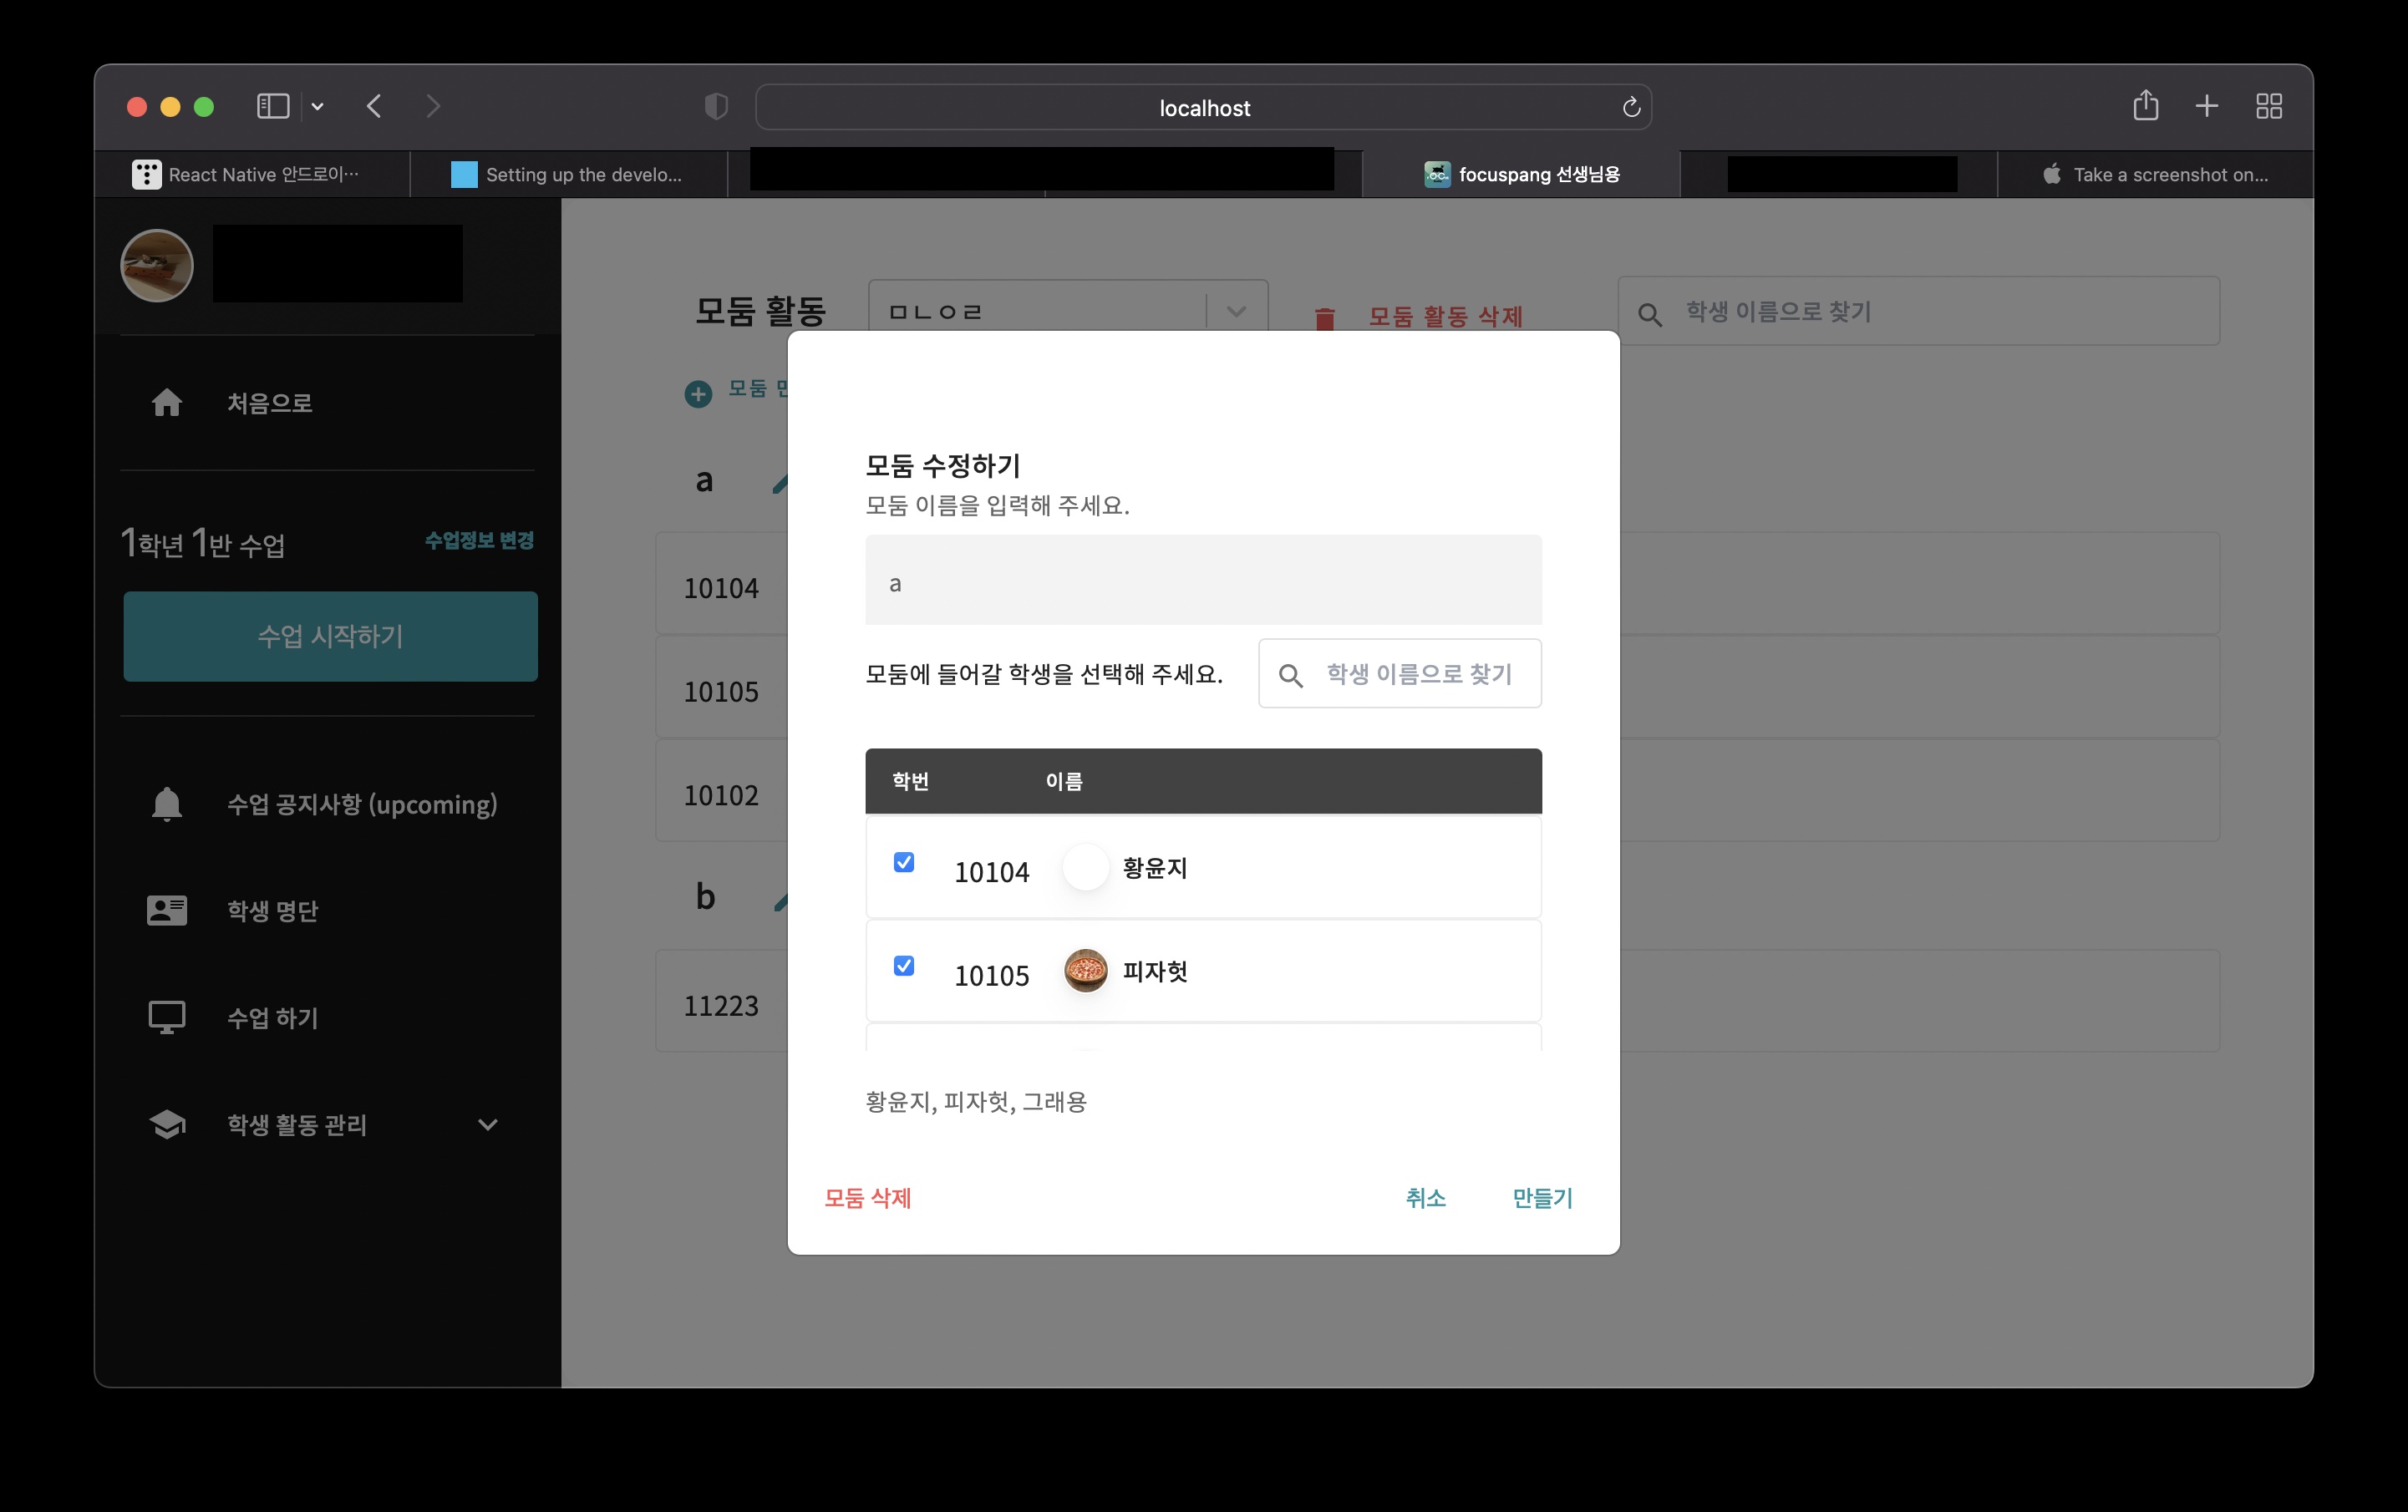 localhost
React Native 안드로이…
Setting up the develo...
focuspang 선생님용
Take a screenshot on...
처음으로
1학년 1반 수업
수업정보 변경
수업 시작하기
수업 공지사항 (upcoming)
학생 명단
수업 하기
학생 활동 관리
모둠 활동
ㅁㄴㅇㄹ
모둠 활동 삭제
학생 이름으로 찾기
모둠
a
10104
10105
10102
b
11223
모둠 수정하기
모둠 이름을 입력해 주세요.
a
모둠에 들어갈 학생을 선택해 주세요.
학생 이름으로 찾기
학번 이름
10104 황윤지
10105 피자헛
황윤지, 피자헛, 그래용
모둠 삭제
취소
만들기